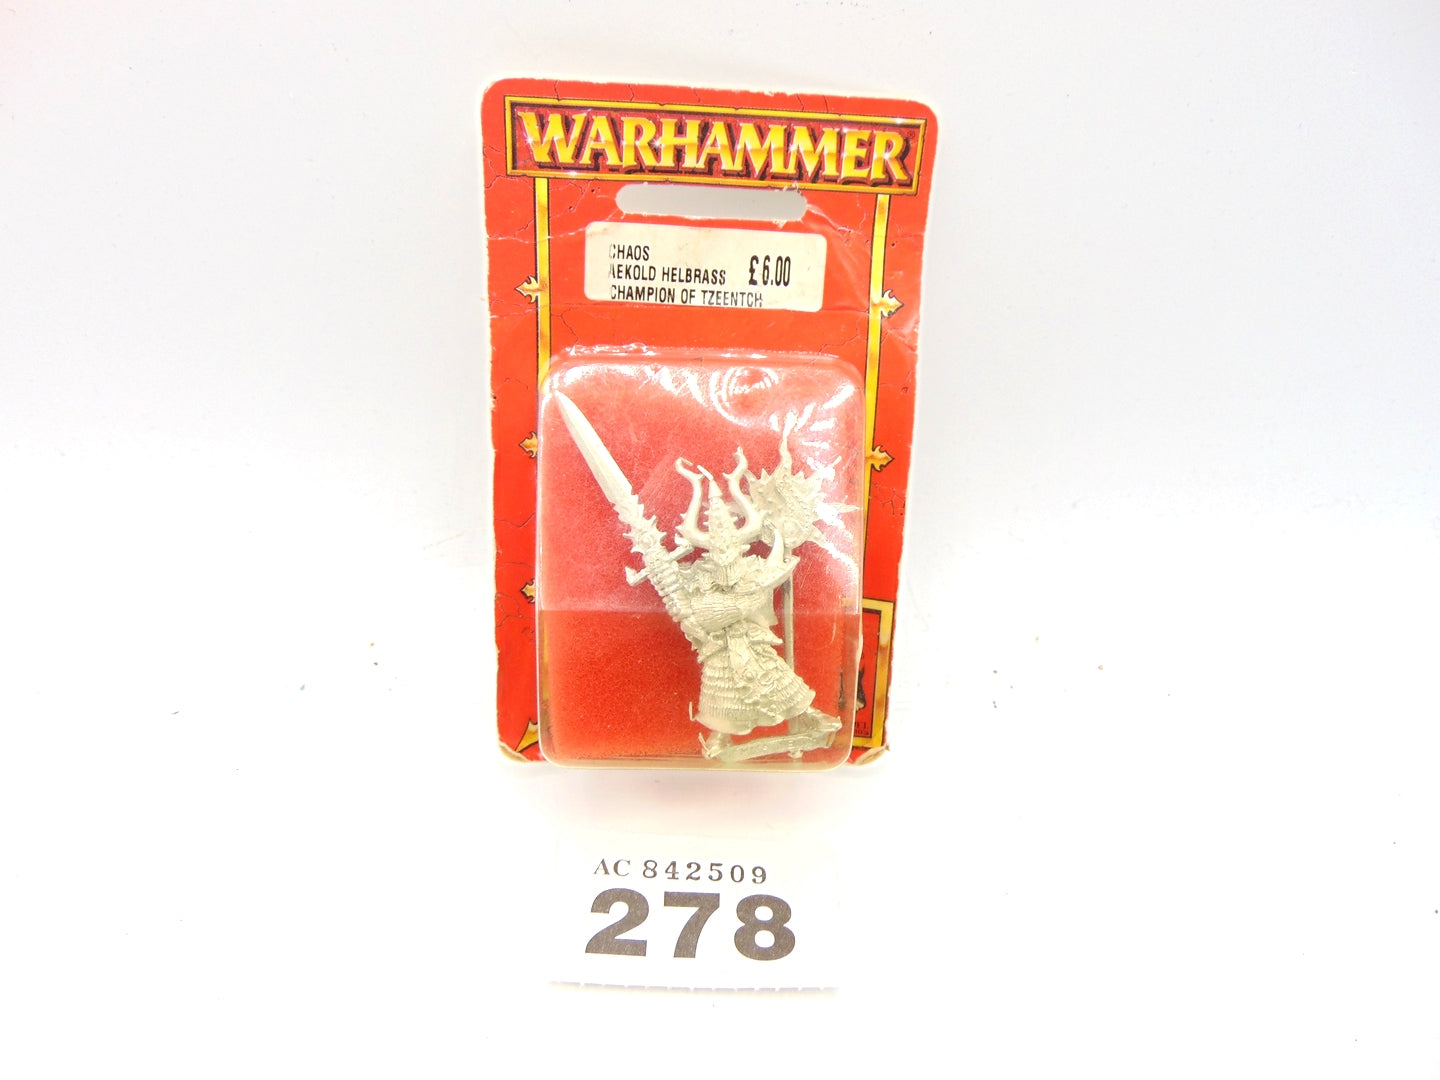 WARHAMMER
CHAOS
AEKOLD HELBRASS £6.00
CHAMPION OF TZEENTCH
AC 842509
278